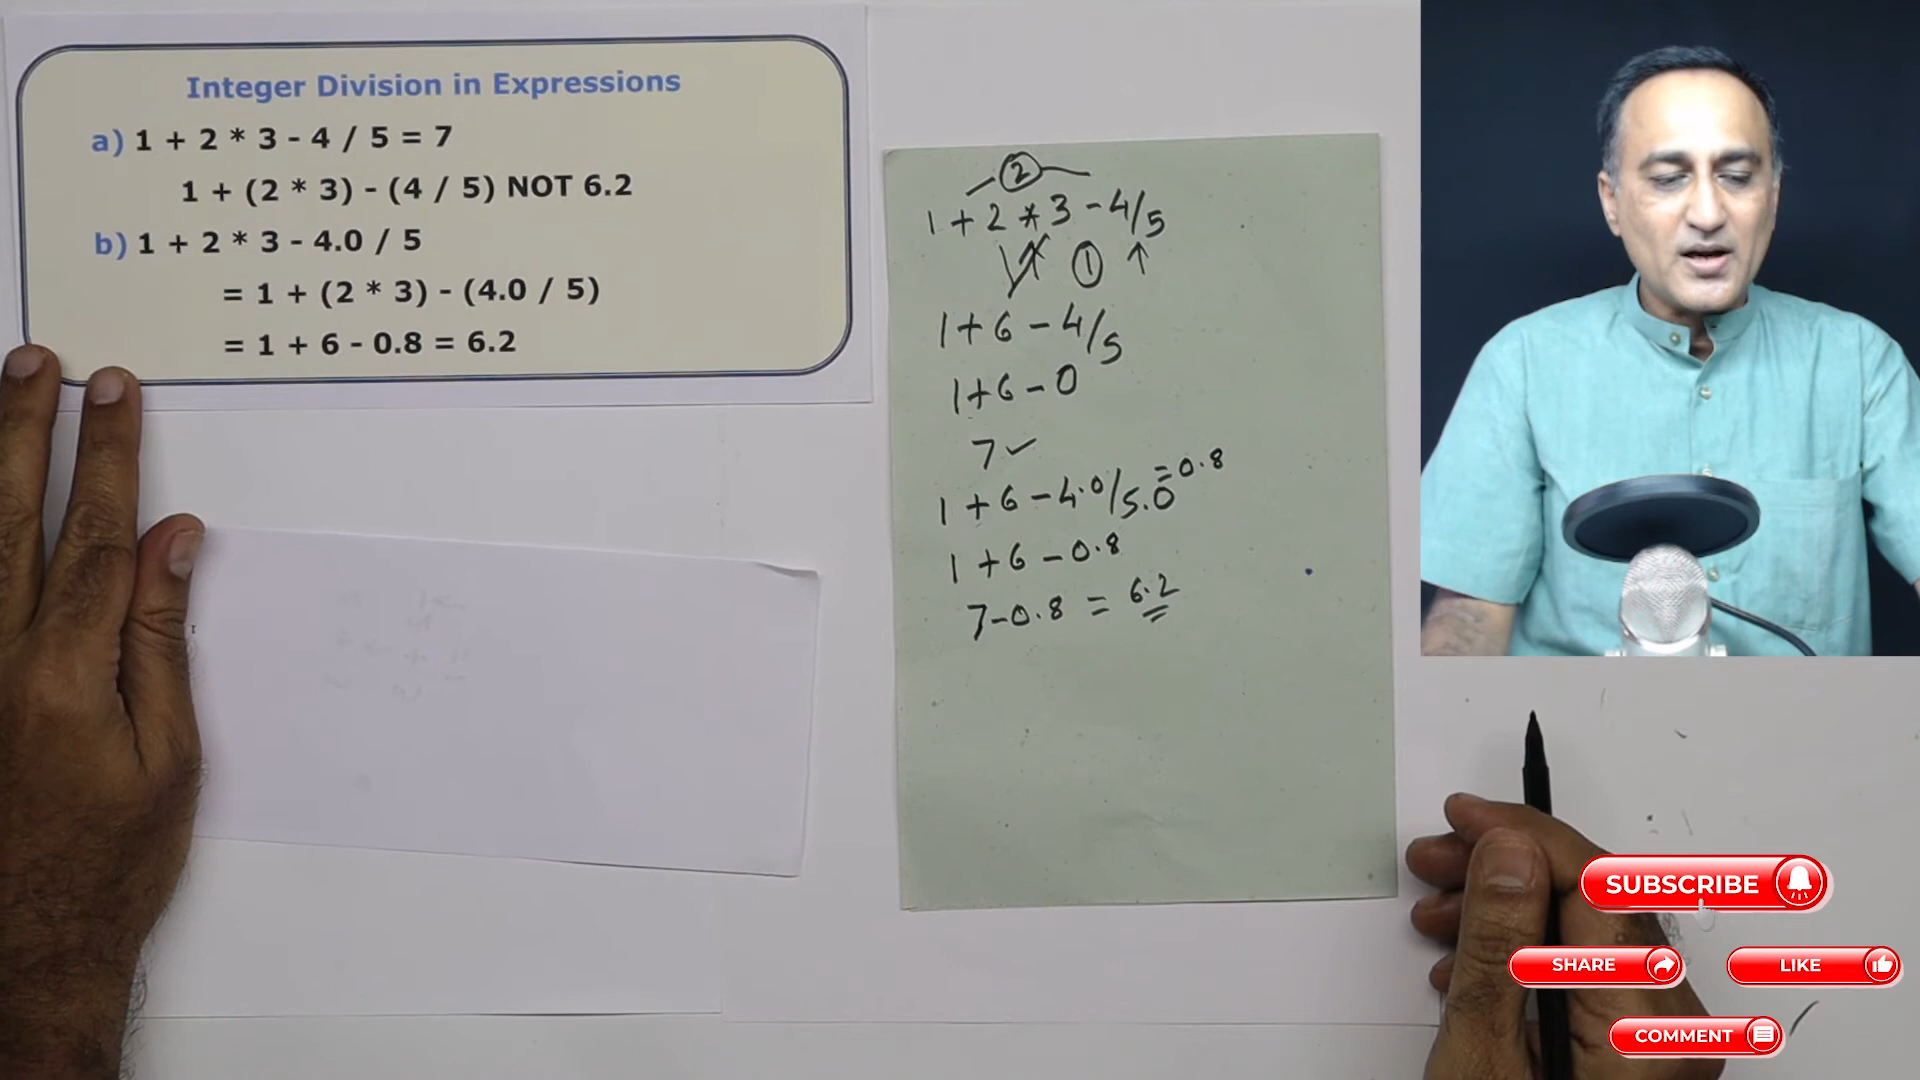 Integer Division in Expressions
a) 1 + 2 * 3 - 4 / 5 = 7
1 + (2 * 3) - (4 / 5) NOT 6.2
b) 1 + 2 * 3 - 4.0 / 5
= 1 + (2 * 3) - (4.0 / 5)
= 1 + 6 - 0.8 = 6.2
2
1 + 2 * 3 - 4/5
1
1 + 6 - 4/5
1 + 6 - 0
7 ✓
1 + 6 - 4.0/5.0 = 0.8
1 + 6 - 0.8
7 - 0.8 = 6.2
SUBSCRIBE
SHARE
LIKE
COMMENT